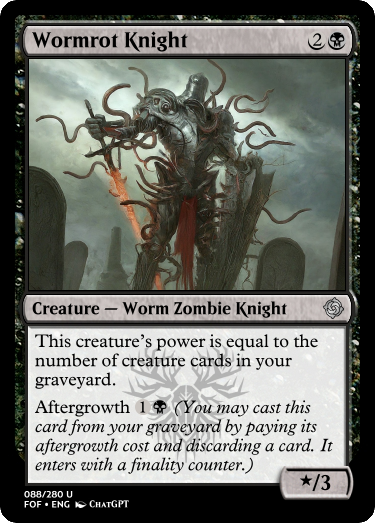 Wormrot Knight 2
Creature — Worm Zombie Knight
This creature's power is equal to the
number of creature cards in your
graveyard.
Aftergrowth 1 (You may cast this
card from your graveyard by paying its
aftergrowth cost and discarding a card. It
enters with a finality counter.)
★/3
088/280 U
FOF • ENG ChatGPT